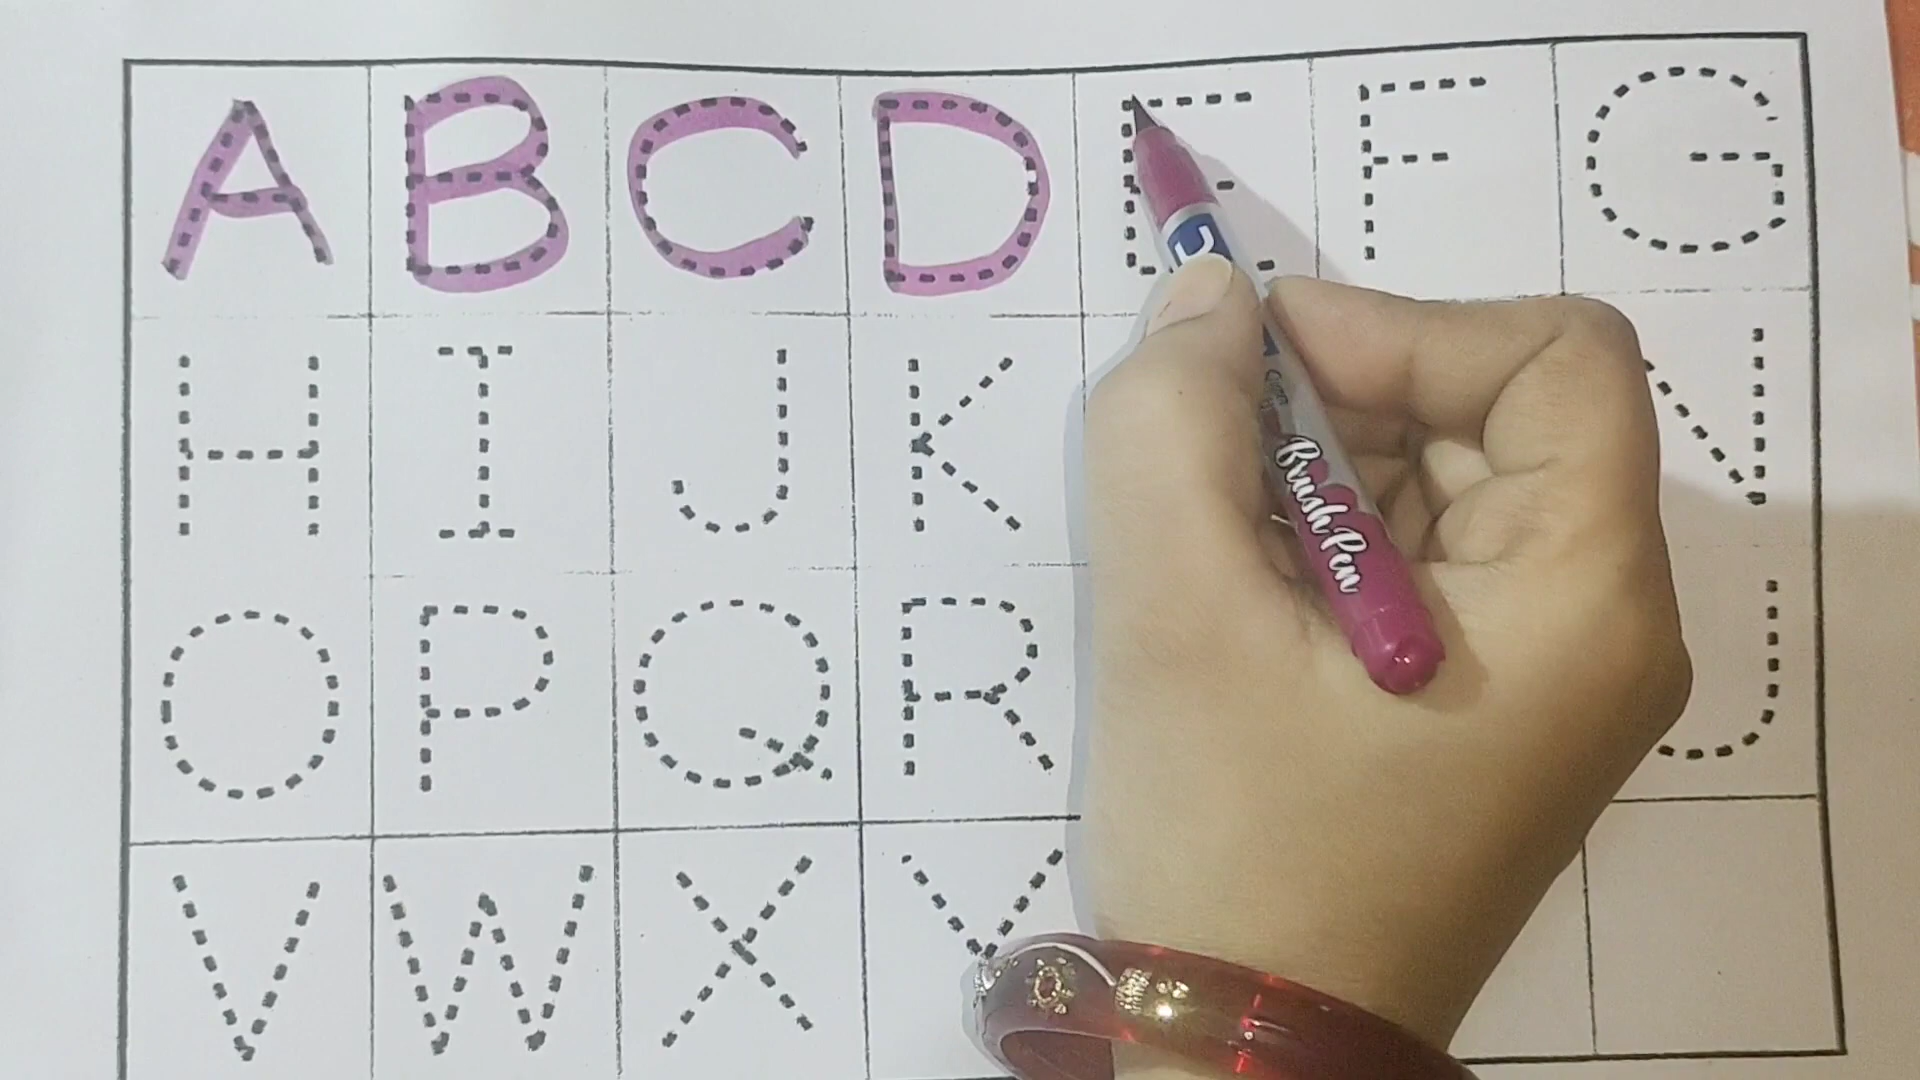 A B C D E F G
H I J K N
O P Q R U
V W X Y
Brush Pen